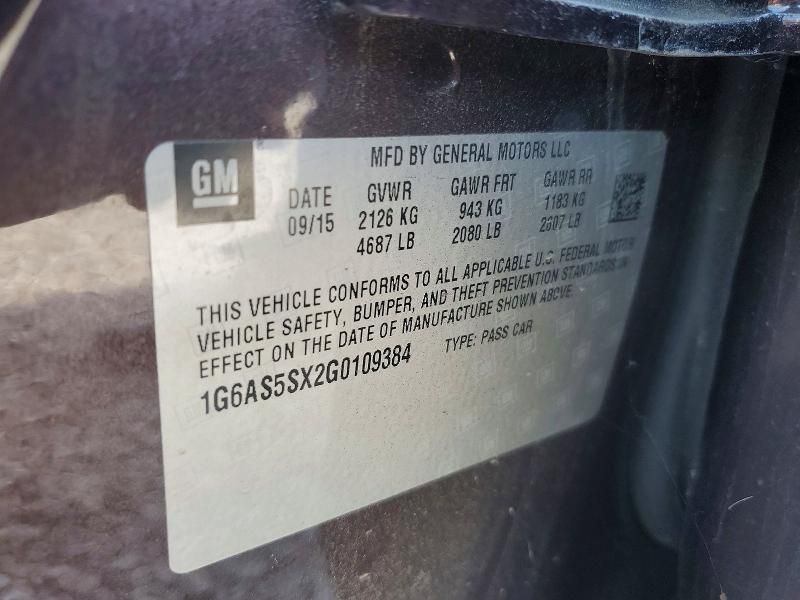 MFD BY GENERAL MOTORS LLC
GM
DATE GVWR GAWR FRT GAWR RR
09/15 2126 KG 943 KG 1183 KG
4687 LB 2080 LB 2607 LB
THIS VEHICLE CONFORMS TO ALL APPLICABLE U.S. FEDERAL MOTOR
VEHICLE SAFETY, BUMPER, AND THEFT PREVENTION STANDARDS IN
EFFECT ON THE DATE OF MANUFACTURE SHOWN ABOVE.
1G6AS5SX2G0109384 TYPE: PASS CAR